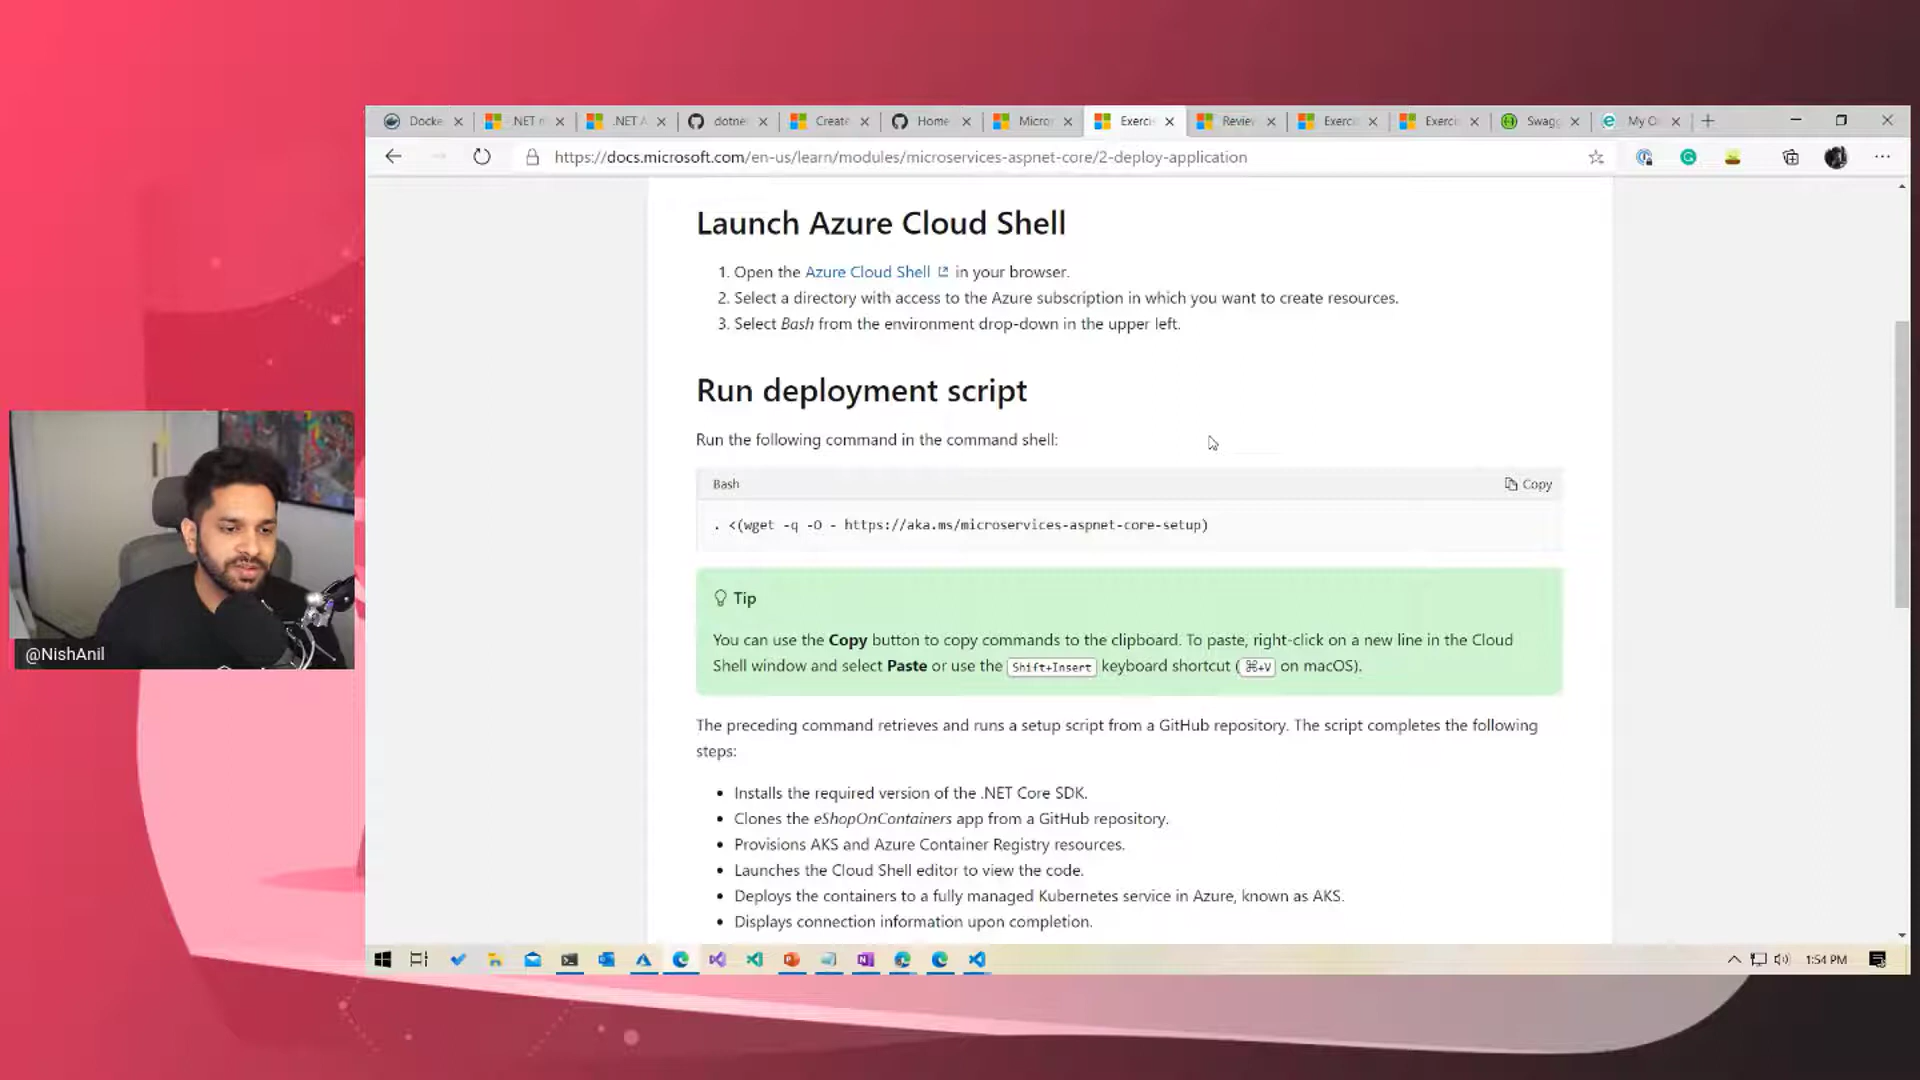 Docke
.NET m
.NET A
dotne
Create
Home
Micro
Exerci
Review
Exerci
Exerci
Swagg
My O
https://docs.microsoft.com/en-us/learn/modules/microservices-aspnet-core/2-deploy-application
Launch Azure Cloud Shell
1. Open the Azure Cloud Shell in your browser.
2. Select a directory with access to the Azure subscription in which you want to create resources.
3. Select Bash from the environment drop-down in the upper left.
Run deployment script
Run the following command in the command shell:
Bash
Copy
. <(wget -q -O - https://aka.ms/microservices-aspnet-core-setup)
Tip
You can use the Copy button to copy commands to the clipboard. To paste, right-click on a new line in the Cloud
Shell window and select Paste or use the Shift+Insert keyboard shortcut (⌘+V on macOS).
The preceding command retrieves and runs a setup script from a GitHub repository. The script completes the following
steps:
• Installs the required version of the .NET Core SDK.
• Clones the eShopOnContainers app from a GitHub repository.
• Provisions AKS and Azure Container Registry resources.
• Launches the Cloud Shell editor to view the code.
• Deploys the containers to a fully managed Kubernetes service in Azure, known as AKS.
• Displays connection information upon completion.
@NishAnil
1:54 PM